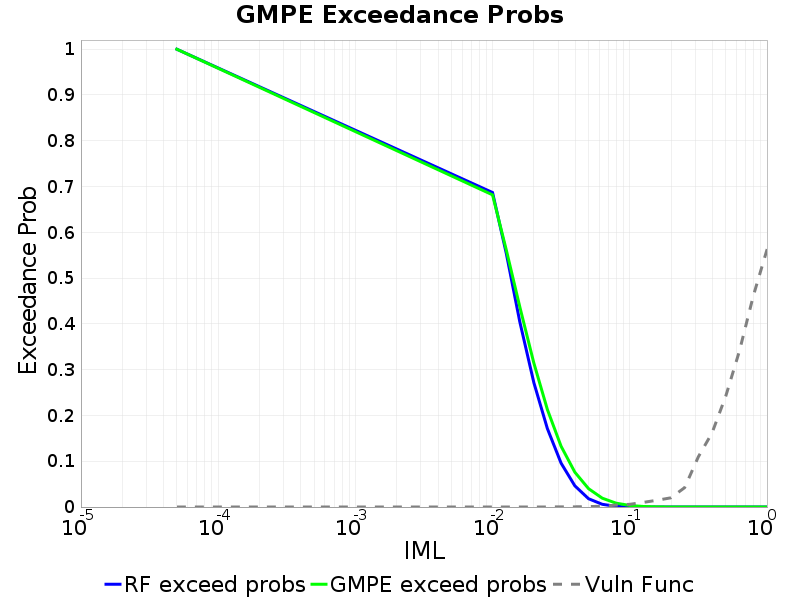 GMPE Exceedance Probs
Exceedance Prob
1
0.9
0.8
0.7
0.6
0.5
0.4
0.3
0.2
0.1
0
10^-5 10^-4 10^-3 10^-2 10^-1 10^0
IML
RF exceed probs GMPE exceed probs Vuln Func